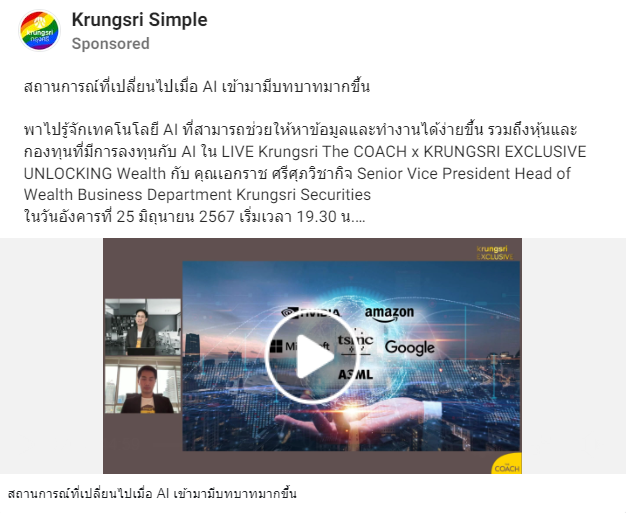 Krungsri Simple
Sponsored
สถานการณ์ที่เปลี่ยนไปเมื่อ AI เข้ามามีบทบาทมากขึ้น
พาไปรู้จักเทคโนโลยี AI ที่สามารถช่วยให้หาข้อมูลและทำงานได้ง่ายขึ้น รวมถึงหุ้นและ
กองทุนที่มีการลงทุนกับ AI ใน LIVE Krungsri The COACH x KRUNGSRI EXCLUSIVE
UNLOCKING Wealth กับ คุณเอกราช ศรีศุภวิชากิจ Senior Vice President Head of
Wealth Business Department Krungsri Securities
ในวันอังคารที่ 25 มิถุนายน 2567 เริ่มเวลา 19.30 น....
krungsri
กรุงศรี
krungsri
EXCLUSIVE
NVIDIA
amazon
Microsoft
tsmc
Google
ASML
COACH
สถานการณ์ที่เปลี่ยนไปเมื่อ AI เข้ามามีบทบาทมากขึ้น